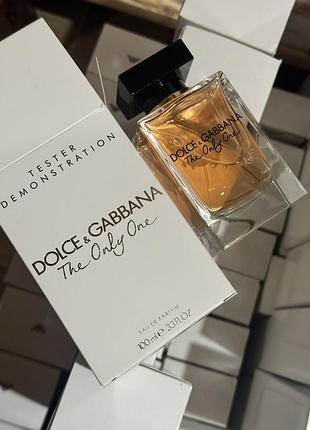 TESTER
DEMONSTRATION
DOLCE & GABBANA
The Only One
EAU DE PARFUM
100 ml e 3.3 FL.OZ.
DOLCE & GABBANA
The Only One